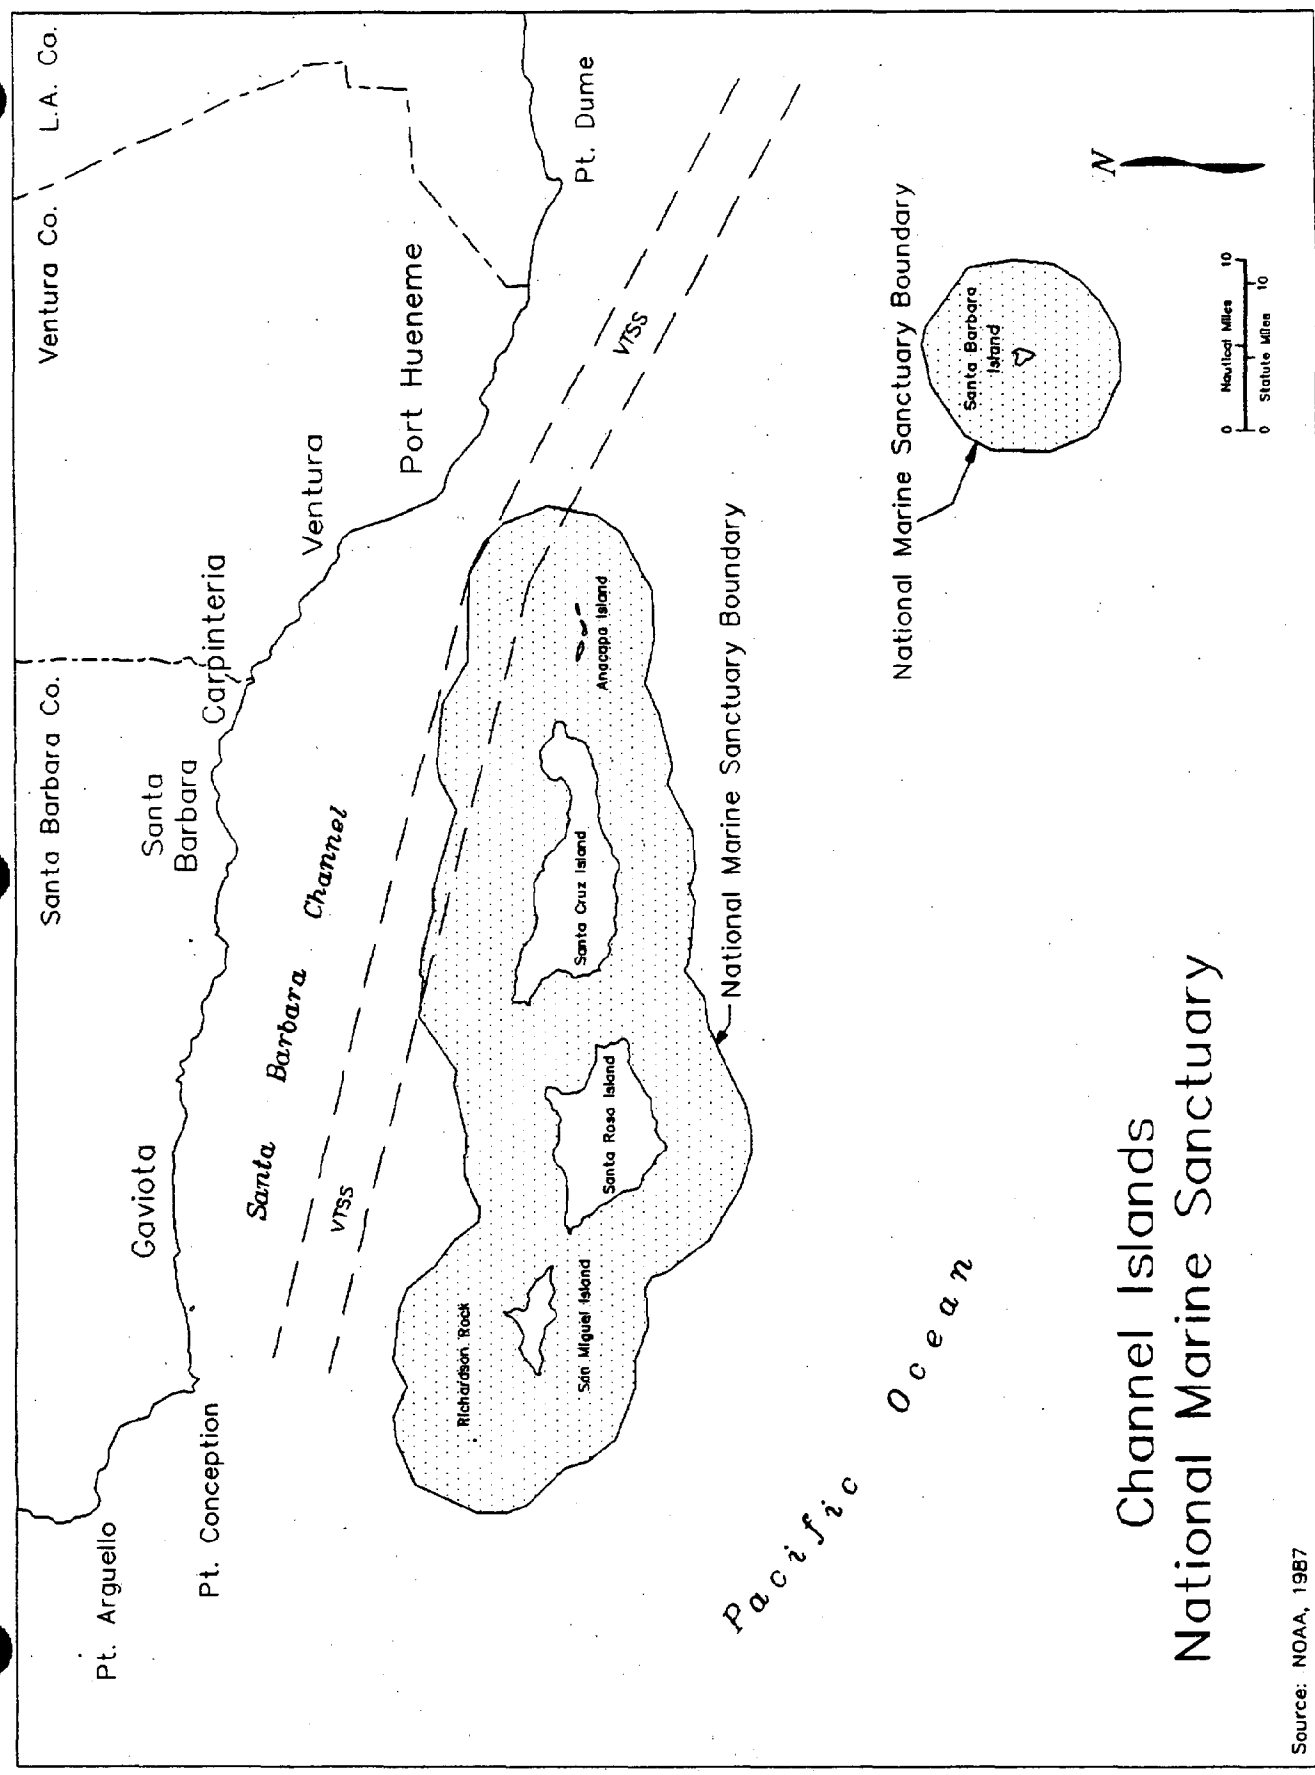 Santa Barbara Co.
Ventura Co.
L.A. Co.
Pt. Arguello
Pt. Conception
Gaviota
Santa
Barbara
Carpinteria
Ventura
Port Hueneme
Pt. Dume
Santa Barbara Channel
VTSS
VTSS
Richardson Rock
San Miguel Island
Santa Rosa Island
Santa Cruz Island
Anacapa Island
National Marine Sanctuary Boundary
National Marine Sanctuary Boundary
Santa Barbara
Island
Pacific Ocean
N
0 Nautical Miles 10
0 Statute Miles 10
Channel Islands
National Marine Sanctuary
Source: NOAA, 1987